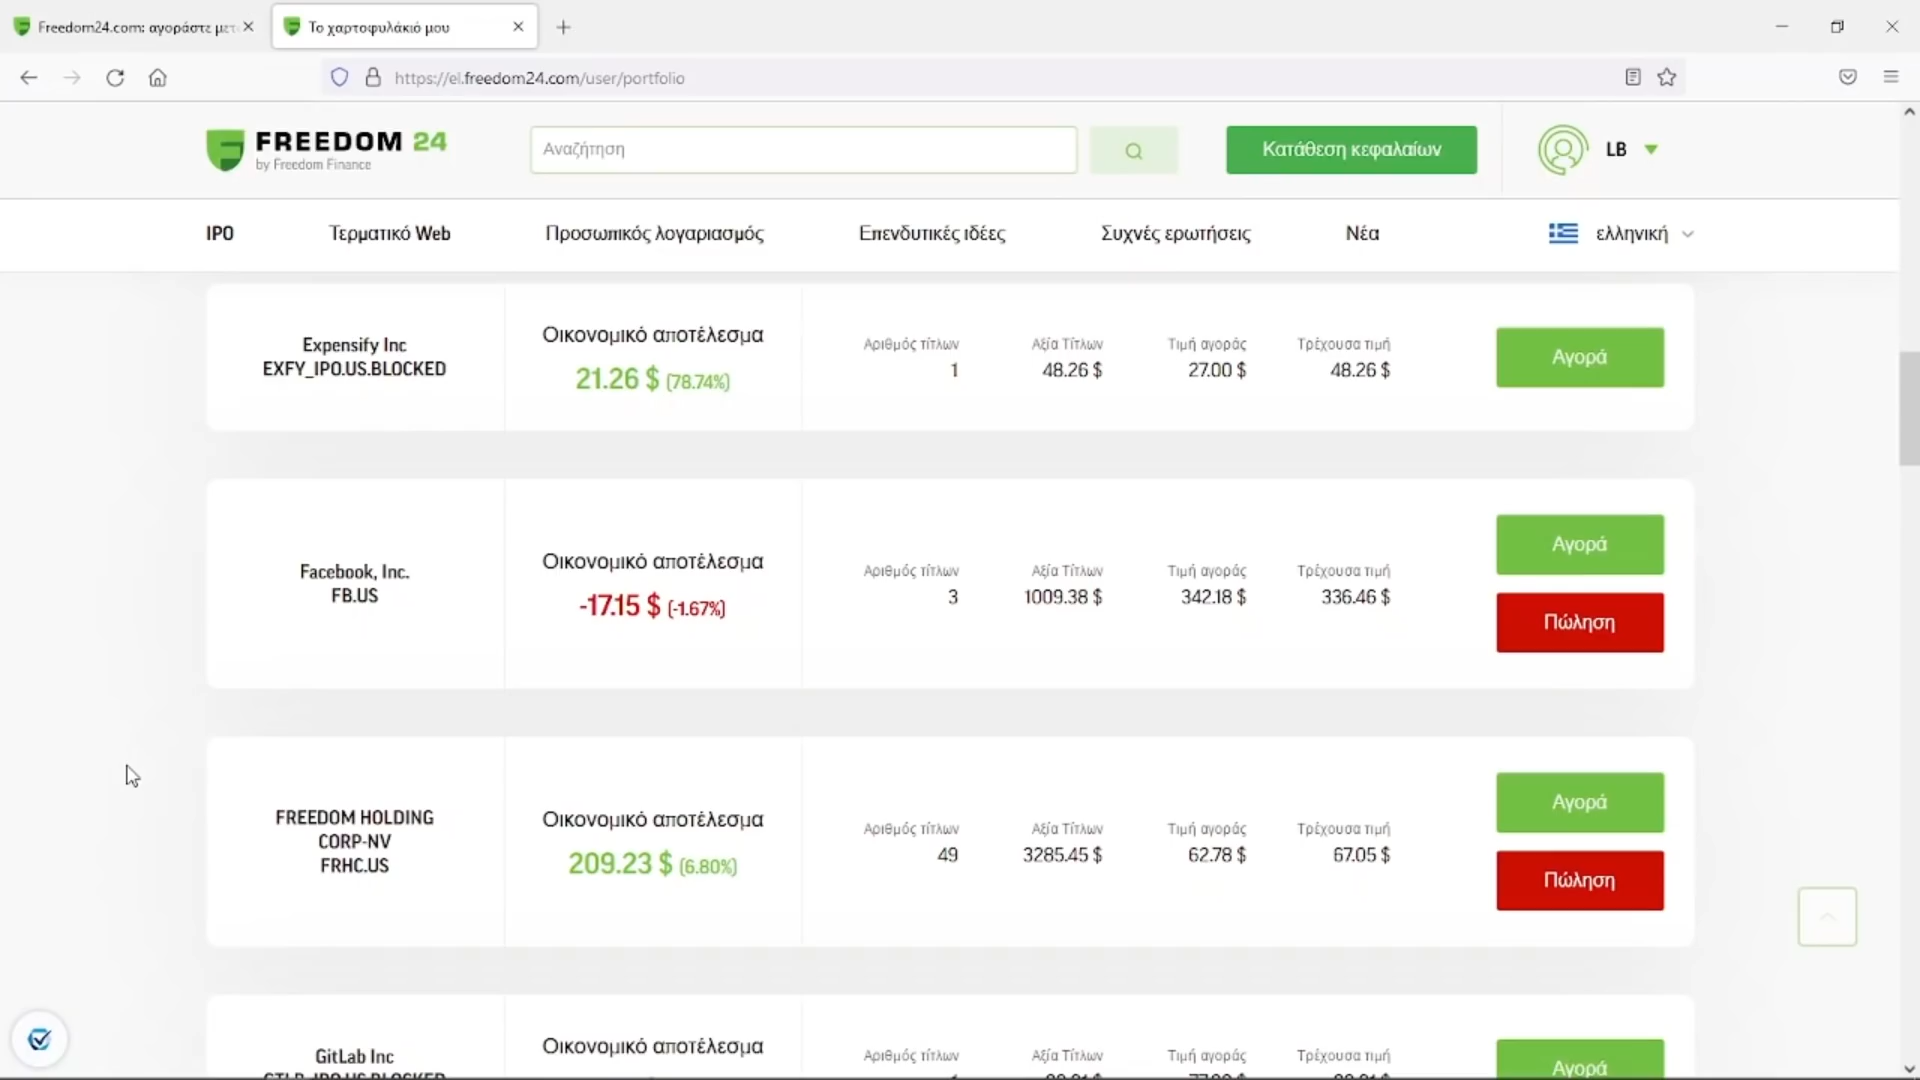 Freedom24.com: αγοράστε μετ
Το χαρτοφυλάκιό μου
https://el.freedom24.com/user/portfolio
FREEDOM 24
by Freedom Finance
Αναζήτηση
Κατάθεση κεφαλαίων
LB
IPO
Τερματικό Web
Προσωπικός λογαριασμός
Επενδυτικές ιδέες
Συχνές ερωτήσεις
Νέα
ελληνική
Expensify Inc
EXFY_IPO.US.BLOCKED
Οικονομικό αποτέλεσμα
21.26 $ (78.74%)
Αριθμός τίτλων
1
Αξία Τίτλων
48.26 $
Τιμή αγοράς
27.00 $
Τρέχουσα τιμή
48.26 $
Αγορά
Facebook, Inc.
FB.US
Οικονομικό αποτέλεσμα
-17.15 $ (-1.67%)
Αριθμός τίτλων
3
Αξία Τίτλων
1009.38 $
Τιμή αγοράς
342.18 $
Τρέχουσα τιμή
336.46 $
Αγορά
Πώληση
FREEDOM HOLDING
CORP-NV
FRHC.US
Οικονομικό αποτέλεσμα
209.23 $ (6.80%)
Αριθμός τίτλων
49
Αξία Τίτλων
3285.45 $
Τιμή αγοράς
62.78 $
Τρέχουσα τιμή
67.05 $
Αγορά
Πώληση
GitLab Inc
GTLB_IPO.US.BLOCKED
Οικονομικό αποτέλεσμα
Αριθμός τίτλων
Αξία Τίτλων
Τιμή αγοράς
Τρέχουσα τιμή
Αγορά